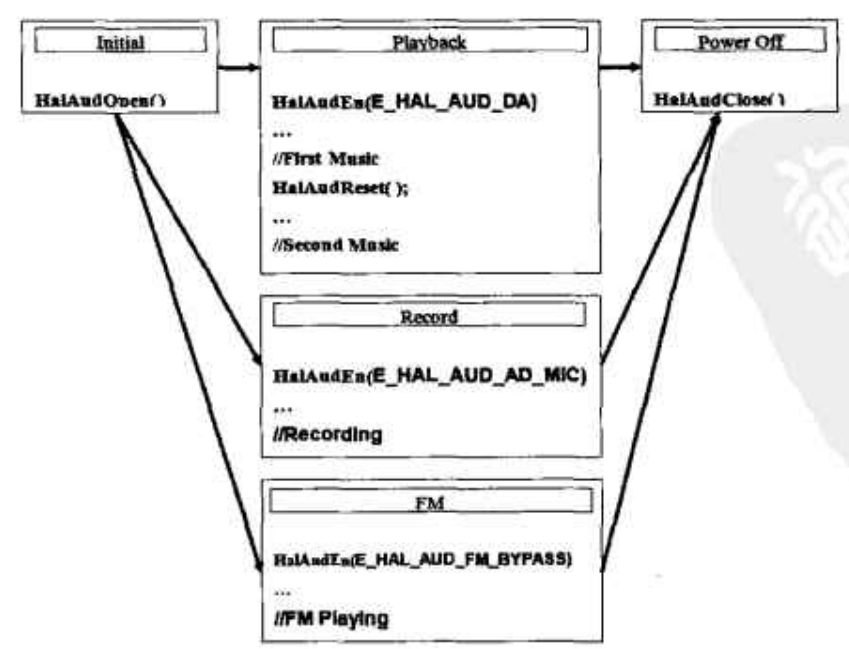 Initial
HalAudOpen()
Playback
HalAudEn(E_HAL_AUD_DA)
...
//First Music
HalAudReset( );
...
//Second Music
Power Off
HalAudClose( )
Record
HalAudEn(E_HAL_AUD_AD_MIC)
...
//Recording
FM
HalAudEn(E_HAL_AUD_FM_BYPASS)
...
//FM Playing